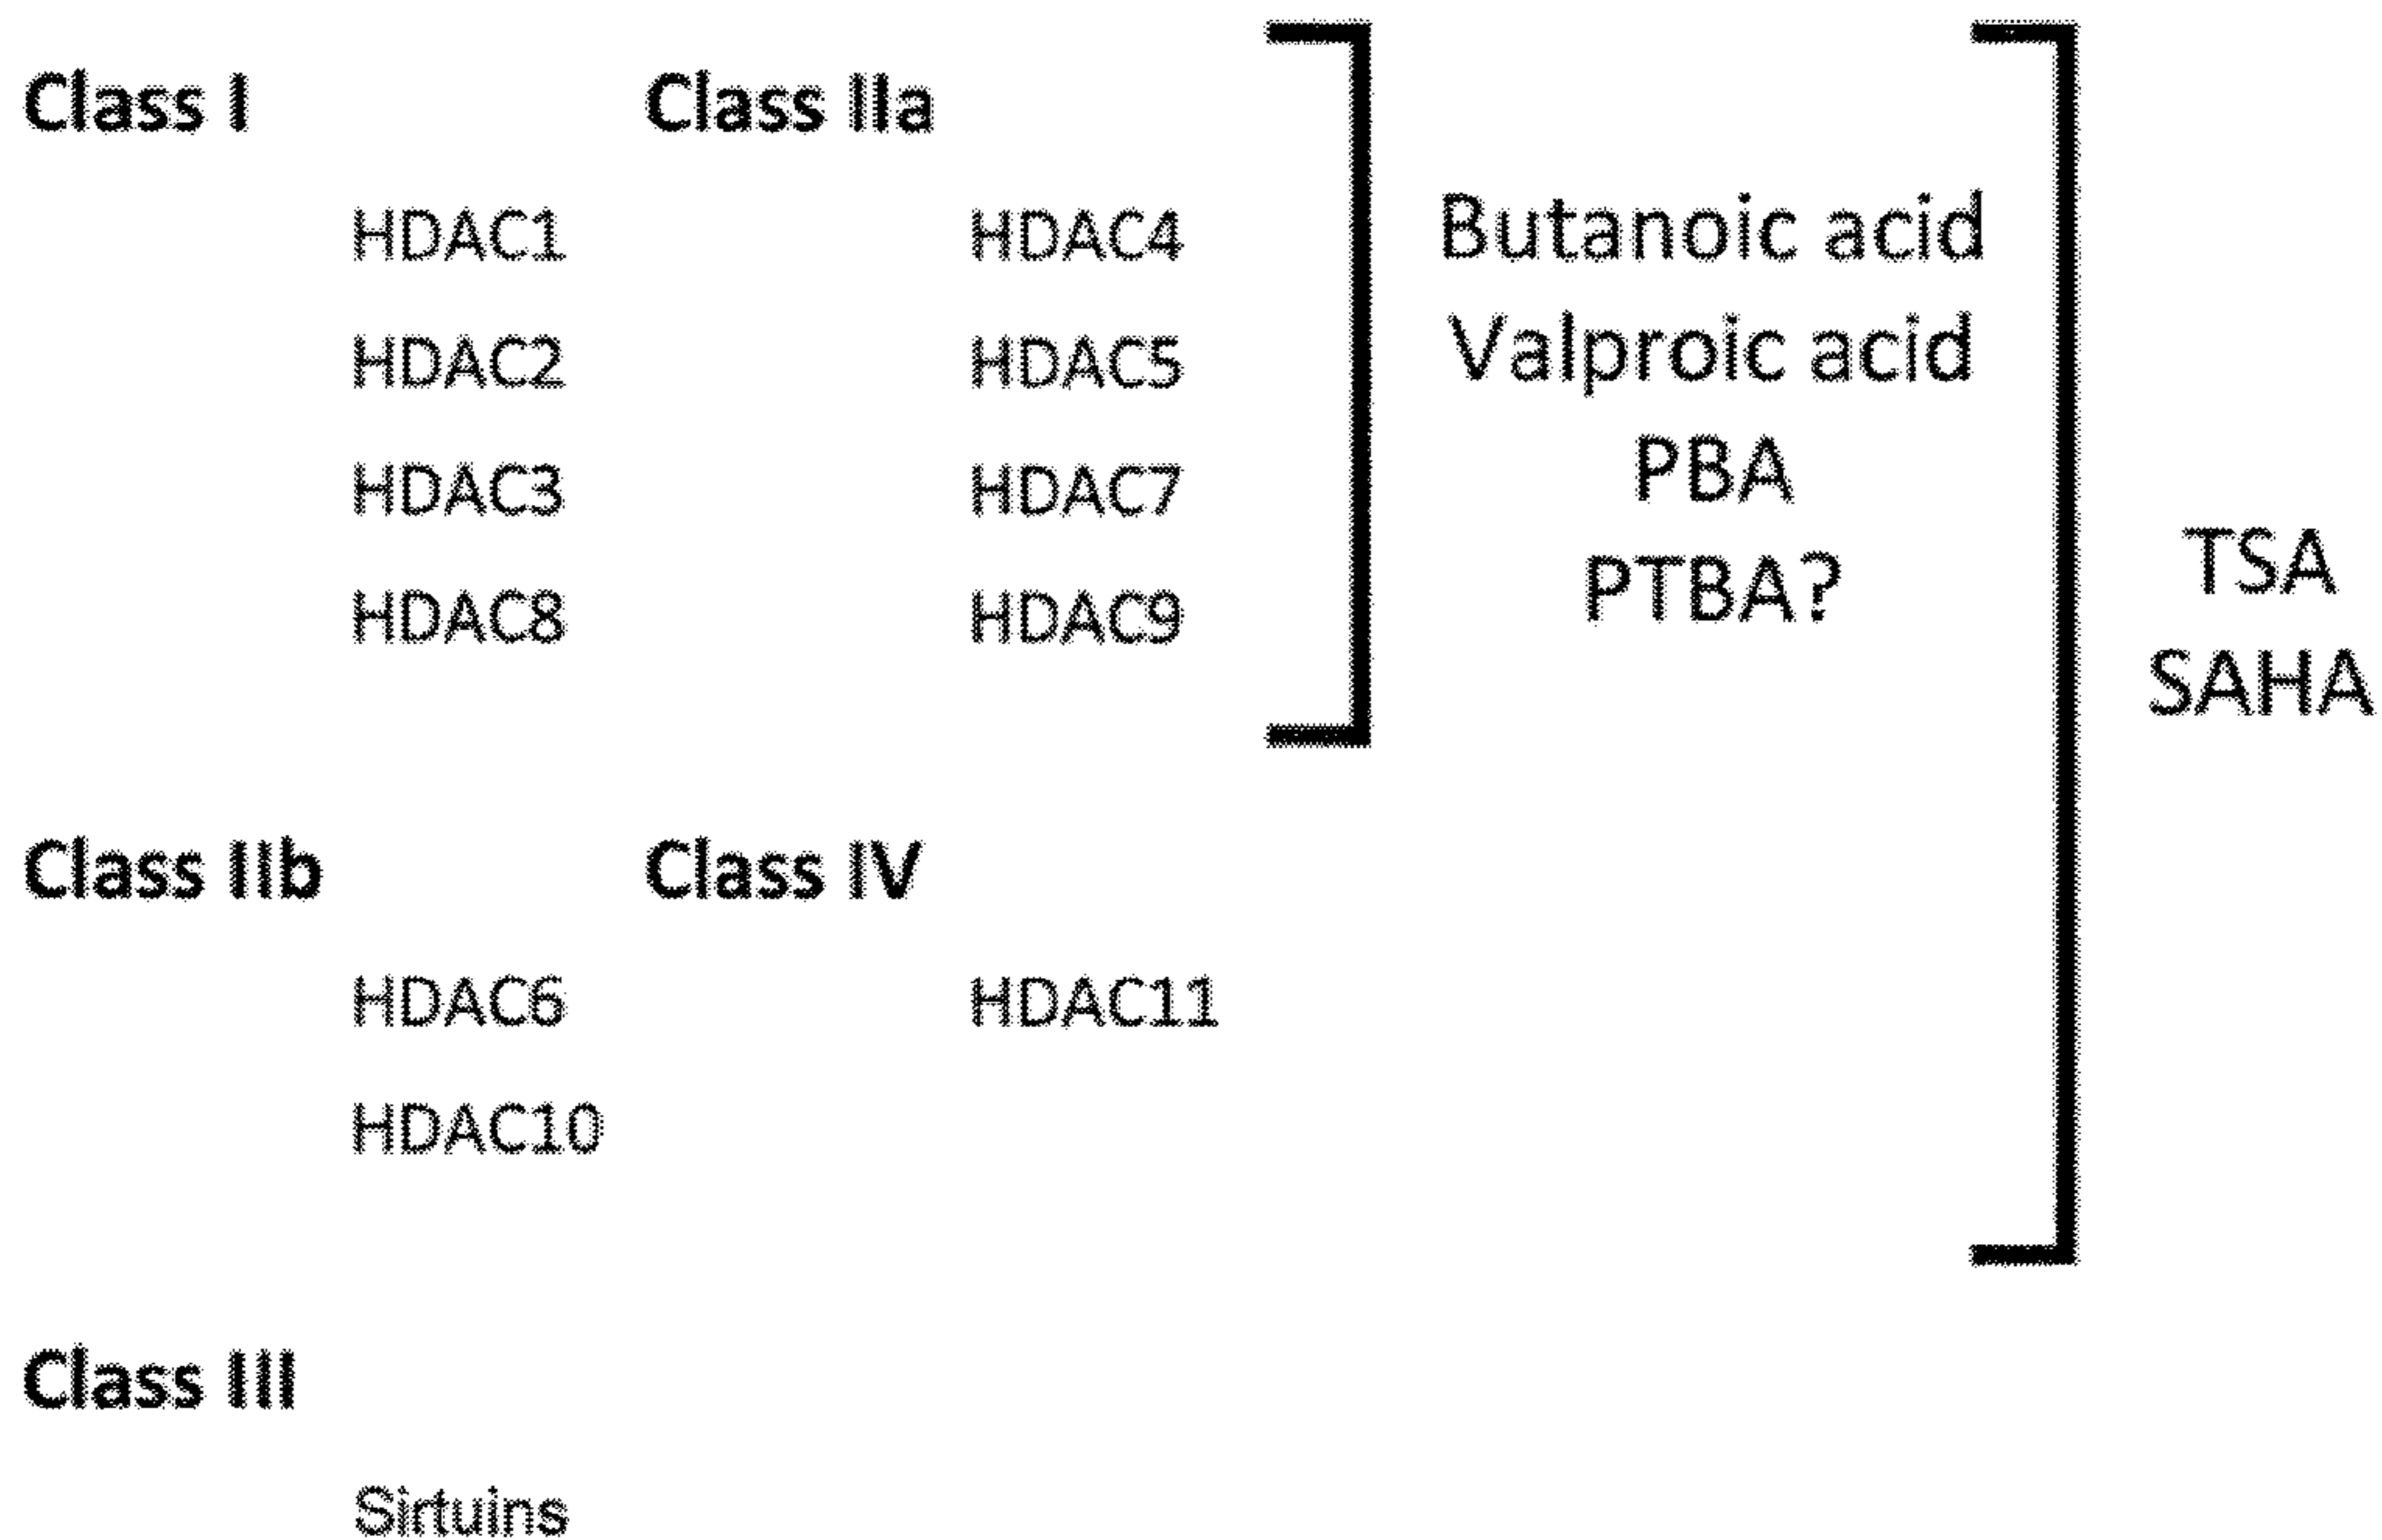 Class I
HDAC1
HDAC2
HDAC3
HDAC8
Class IIa
HDAC4
HDAC5
HDAC7
HDAC9
Butanoic acid
Valproic acid
PBA
PTBA?
TSA
SAHA
Class IIb
HDAC6
HDAC10
Class IV
HDAC11
Class III
Sirtuins